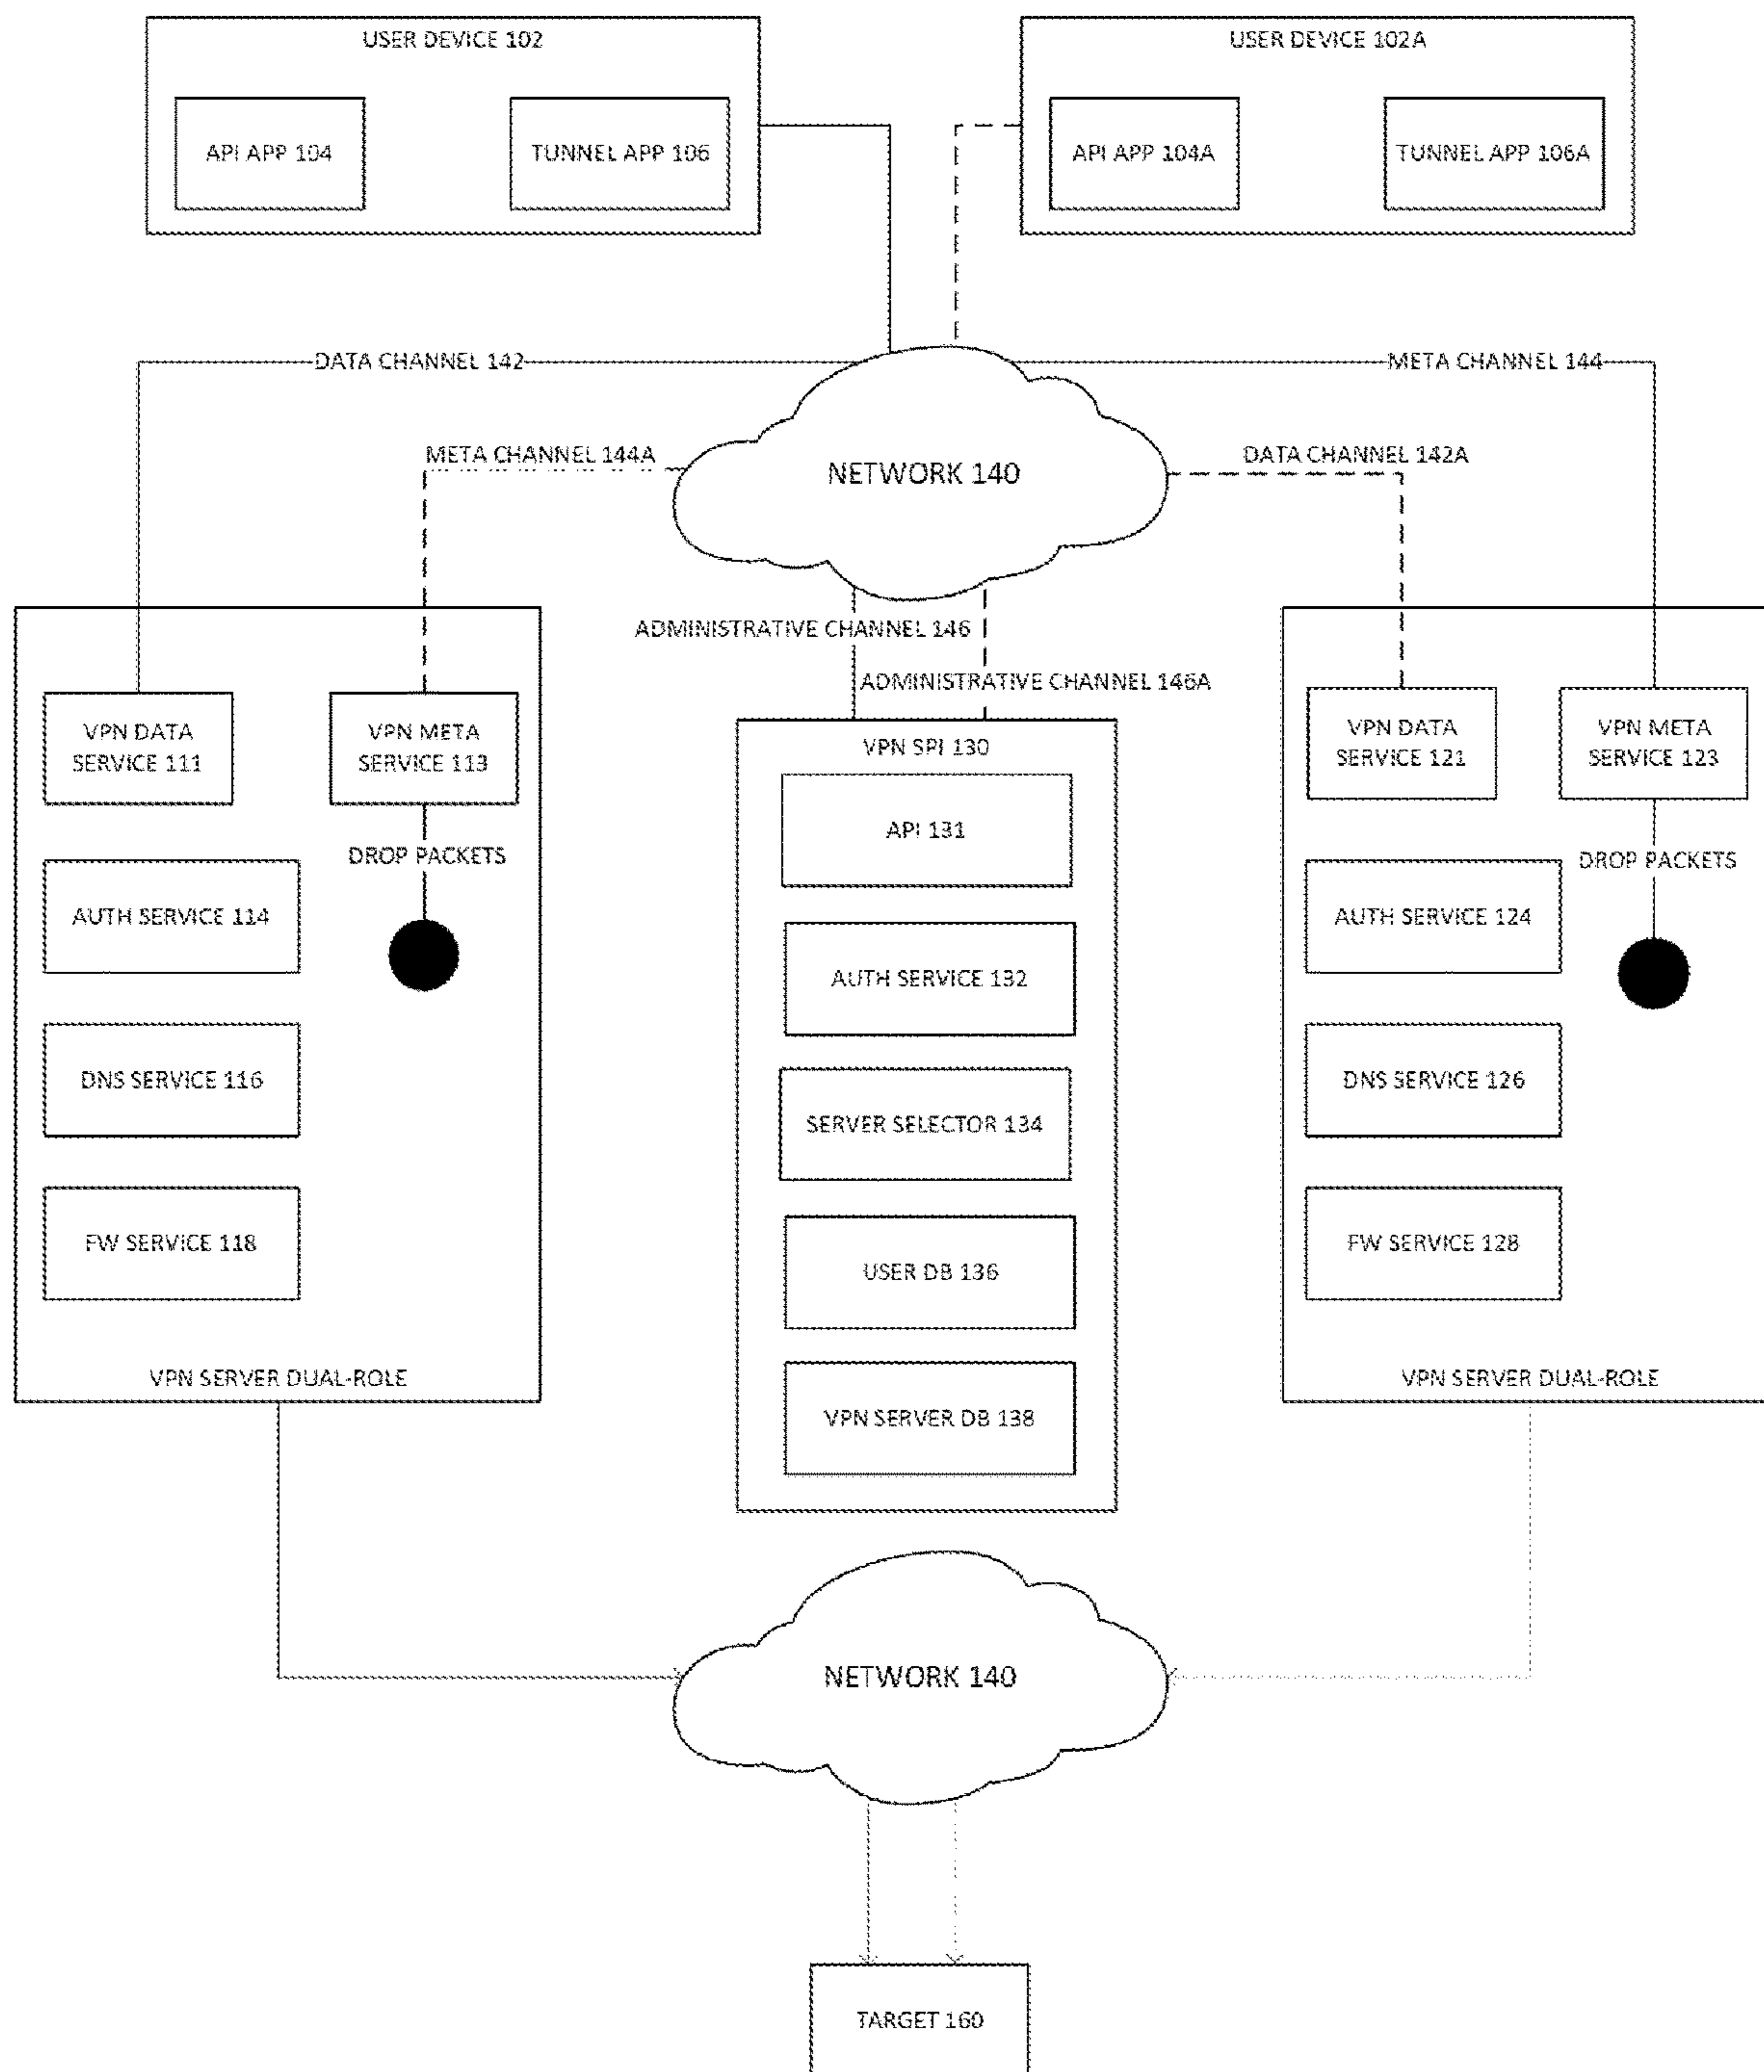 USER DEVICE 102
USER DEVICE 102A
API APP 104
TUNNEL APP 106
API APP 104A
TUNNEL APP 106A
DATA CHANNEL 142
META CHANNEL 144
META CHANNEL 144A
DATA CHANNEL 142A
NETWORK 140
ADMINISTRATIVE CHANNEL 146
ADMINISTRATIVE CHANNEL 146A
VPN DATA
SERVICE 111
VPN META
SERVICE 113
DROP PACKETS
AUTH SERVICE 114
DNS SERVICE 116
FW SERVICE 118
VPN SERVER DUAL-ROLE
VPN SPI 130
API 131
AUTH SERVICE 132
SERVER SELECTOR 134
USER DB 136
VPN SERVER DB 138
VPN DATA
SERVICE 121
VPN META
SERVICE 123
DROP PACKETS
AUTH SERVICE 124
DNS SERVICE 126
FW SERVICE 128
VPN SERVER DUAL-ROLE
NETWORK 140
TARGET 160